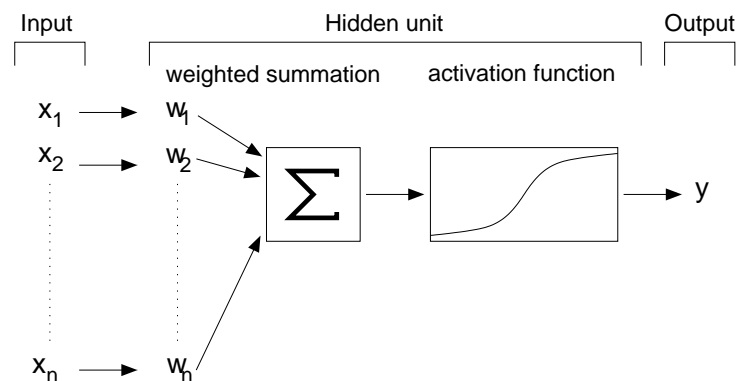 Input Hidden unit Output
weighted summation activation function
x1 w1
x2 w2
Σ
y
xn wn